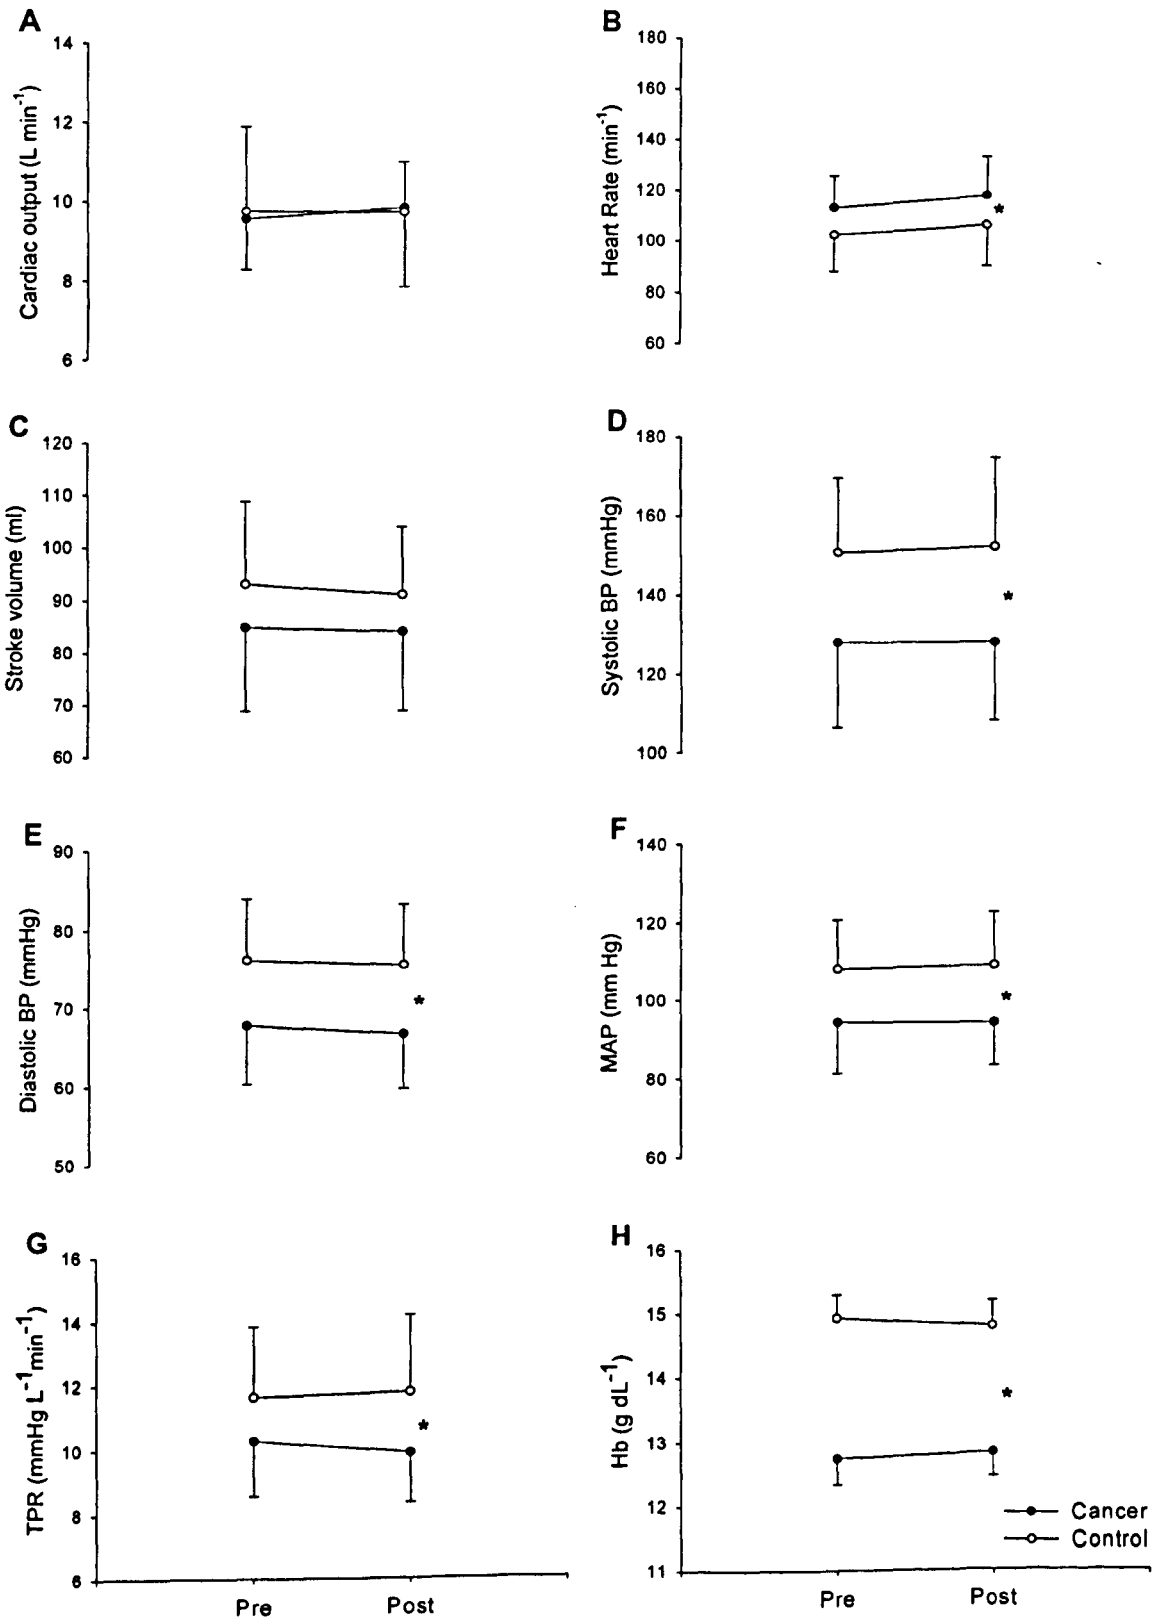 A
Cardiac output (L min⁻¹)
14
12
10
8
6
B
Heart Rate (min⁻¹)
180
160
140
120
100
80
60
*
C
Stroke volume (ml)
120
110
100
90
80
70
60
D
Systolic BP (mmHg)
180
160
140
120
100
*
E
Diastolic BP (mmHg)
90
80
70
60
50
*
F
MAP (mm Hg)
140
120
100
80
60
*
G
TPR (mmHg L⁻¹min⁻¹)
16
14
12
10
8
6
*
Pre Post
H
Hb (g dL⁻¹)
16
15
14
13
12
11
*
Cancer
Control
Pre Post